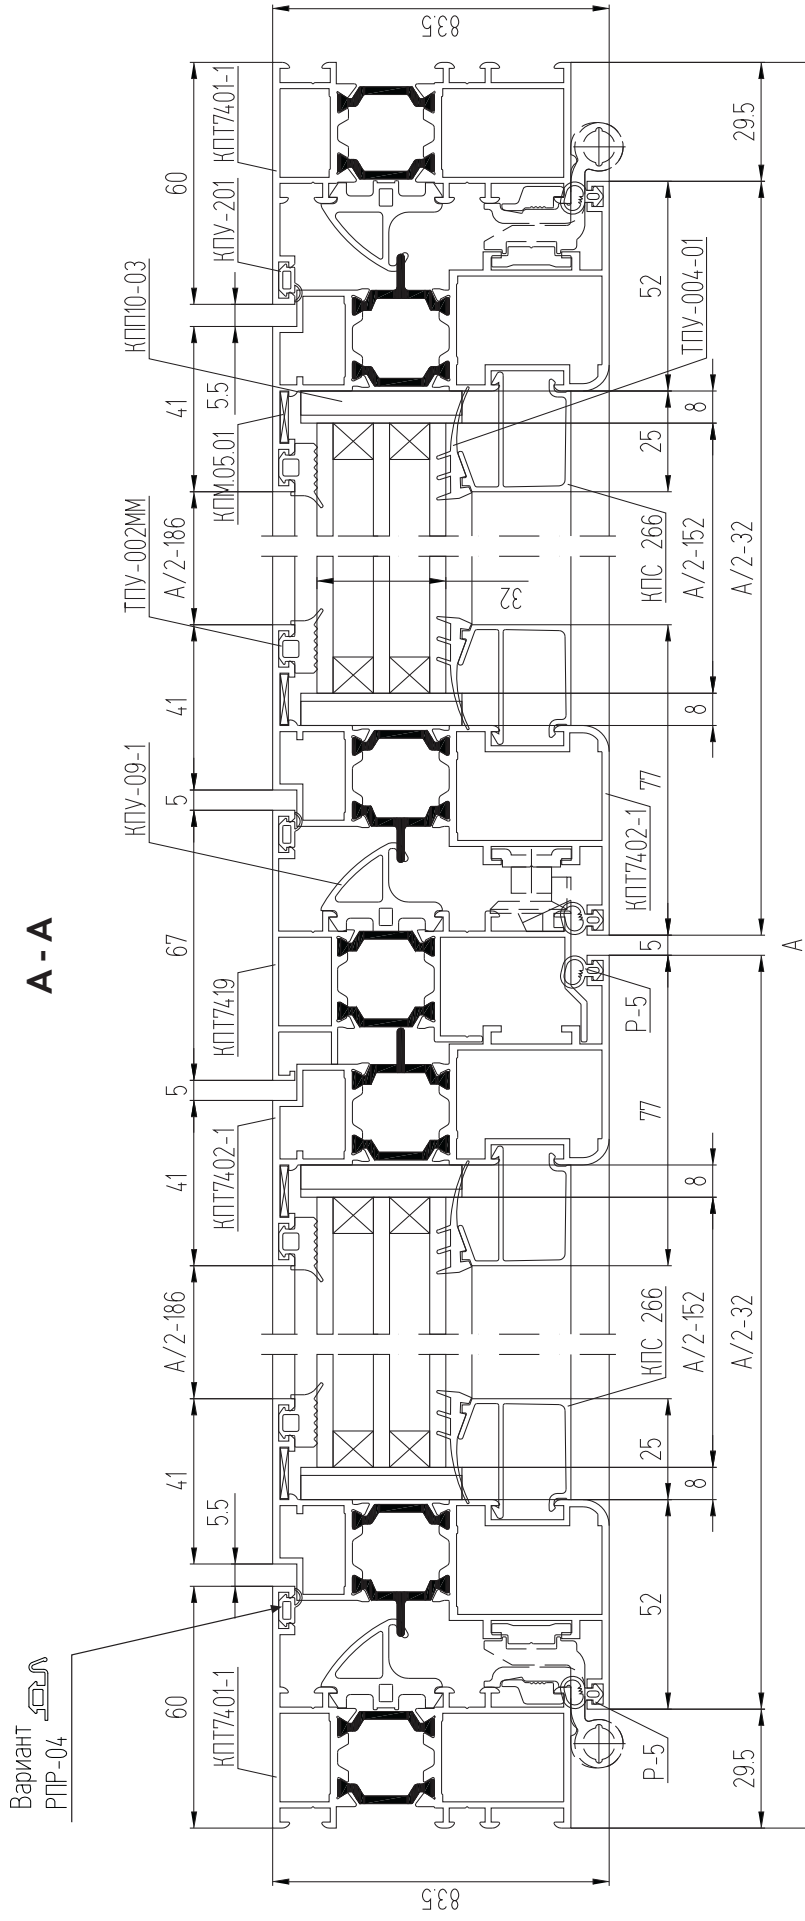 А - А
Вариант
РПР-04
КПТ7401-1
КПТ7402-1
КПТ7419
КПУ-09-1
ТПУ-002ММ
КПМ.05.01
КПП10-03
КПУ-201
КПТ7401-1
60
5.5
41
А/2-186
41
5
67
5
41
А/2-186
41
5.5
60
83.5
32
83.5
Р-5
КПС 266
Р-5
КПТ7402-1
КПС 266
ТПУ-004-01
52
25
77
5
77
25
52
8
А/2-152
8
8
А/2-152
8
29.5
А/2-32
А/2-32
29.5
А